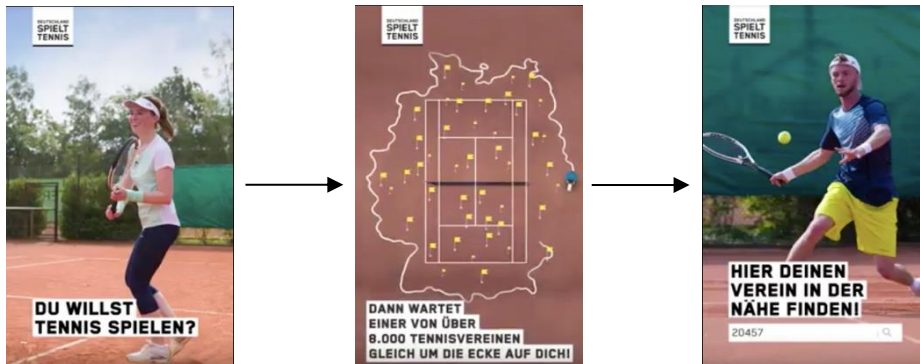 DEUTSCHLAND
SPIELT
TENNIS
DU WILLST
TENNIS SPIELEN?
DEUTSCHLAND
SPIELT
TENNIS
DANN WARTET
EINER VON ÜBER
8.000 TENNISVEREINEN
GLEICH UM DIE ECKE AUF DICH!
DEUTSCHLAND
SPIELT
TENNIS
HIER DEINEN
VEREIN IN DER
NÄHE FINDEN!
20457